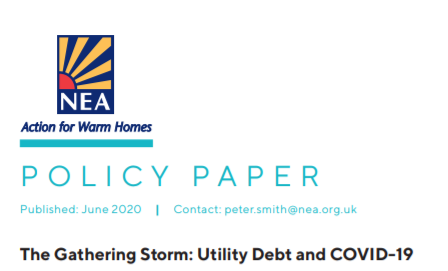 NEA
Action for Warm Homes
POLICY PAPER
Published: June 2020 | Contact: peter.smith@nea.org.uk
The Gathering Storm: Utility Debt and COVID-19